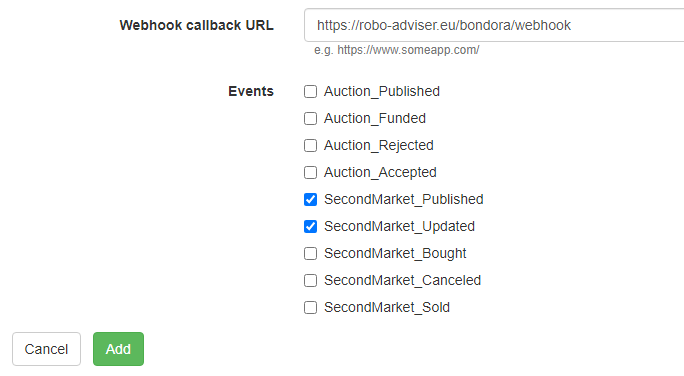 Webhook callback URL https://robo-adviser.eu/bondora/webhook
e.g. https://www.someapp.com/
Events Auction_Published
Auction_Funded
Auction_Rejected
Auction_Accepted
SecondMarket_Published
SecondMarket_Updated
SecondMarket_Bought
SecondMarket_Canceled
SecondMarket_Sold
Cancel Add